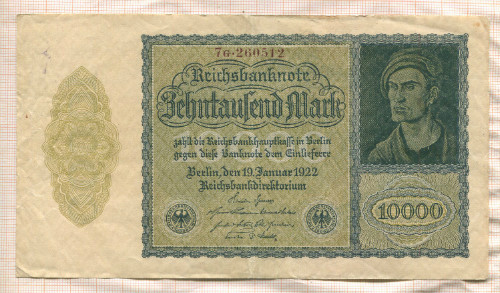 7G·260512
Reichsbanknote
Zehntausend Mark
zahlt die Reichsbankhauptkasse in Berlin
gegen diese Banknote dem Einlieferer
Berlin, den 19. Januar 1922
Reichsbankdirektorium
10000